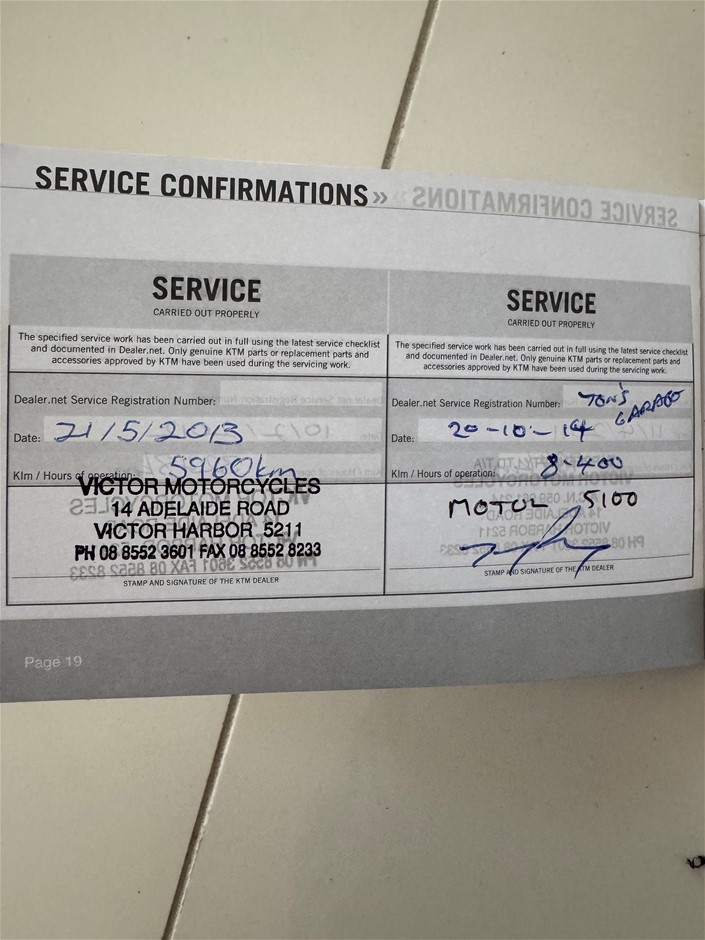 SERVICE CONFIRMATIONS »
SERVICE
CARRIED OUT PROPERLY
The specified service work has been carried out in full using the latest service checklist
and documented in Dealer.net. Only genuine KTM parts or replacement parts and
accessories approved by KTM have been used during the servicing work.
Dealer.net Service Registration Number:
Date: 21/5/2013
Klm / Hours of operation: 5960km
VICTOR MOTORCYCLES
14 ADELAIDE ROAD
VICTOR HARBOR 5211
PH 08 8552 3601 FAX 08 8552 8233
STAMP AND SIGNATURE OF THE KTM DEALER
SERVICE
CARRIED OUT PROPERLY
The specified service work has been carried out in full using the latest service checklist
and documented in Dealer.net. Only genuine KTM parts or replacement parts and
accessories approved by KTM have been used during the servicing work.
Dealer.net Service Registration Number: TON'S
GARAGE
Date: 20-10-14
Klm / Hours of operation: 8-400
MOTUL 5100
STAMP AND SIGNATURE OF THE KTM DEALER
Page 19